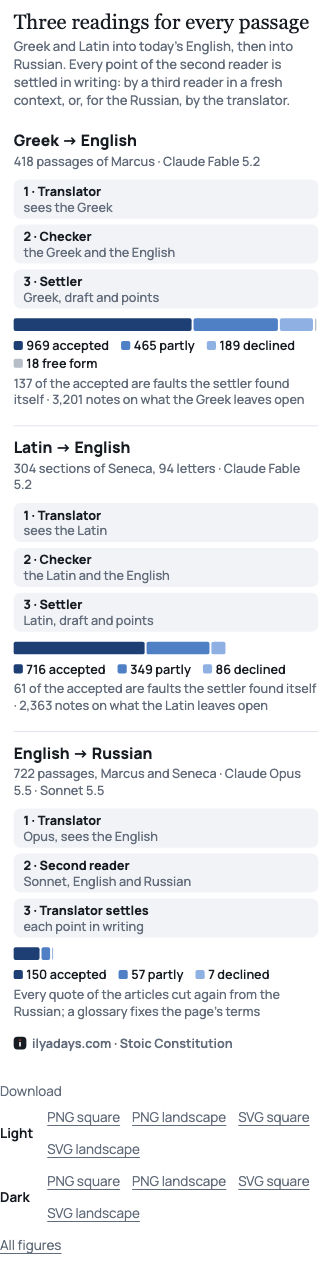 Three readings for every passage
Greek and Latin into today's English, then into
Russian. Every point of the second reader is
settled in writing: by a third reader in a fresh
context, or, for the Russian, by the translator.
Greek → English
418 passages of Marcus · Claude Fable 5.2
1 · Translator
sees the Greek
2 · Checker
the Greek and the English
3 · Settler
Greek, draft and points
969 accepted 465 partly 189 declined
18 free form
137 of the accepted are faults the settler found
itself · 3,201 notes on what the Greek leaves open
Latin → English
304 sections of Seneca, 94 letters · Claude Fable
5.2
1 · Translator
sees the Latin
2 · Checker
the Latin and the English
3 · Settler
Latin, draft and points
716 accepted 349 partly 86 declined
61 of the accepted are faults the settler found itself
· 2,363 notes on what the Latin leaves open
English → Russian
722 passages, Marcus and Seneca · Claude Opus
5.5 · Sonnet 5.5
1 · Translator
Opus, sees the English
2 · Second reader
Sonnet, English and Russian
3 · Translator settles
each point in writing
150 accepted 57 partly 7 declined
Every quote of the articles cut again from the
Russian; a glossary fixes the page's terms
ilyadays.com · Stoic Constitution
Download
Light
PNG square PNG landscape SVG square
SVG landscape
Dark
PNG square PNG landscape SVG square
SVG landscape
All figures